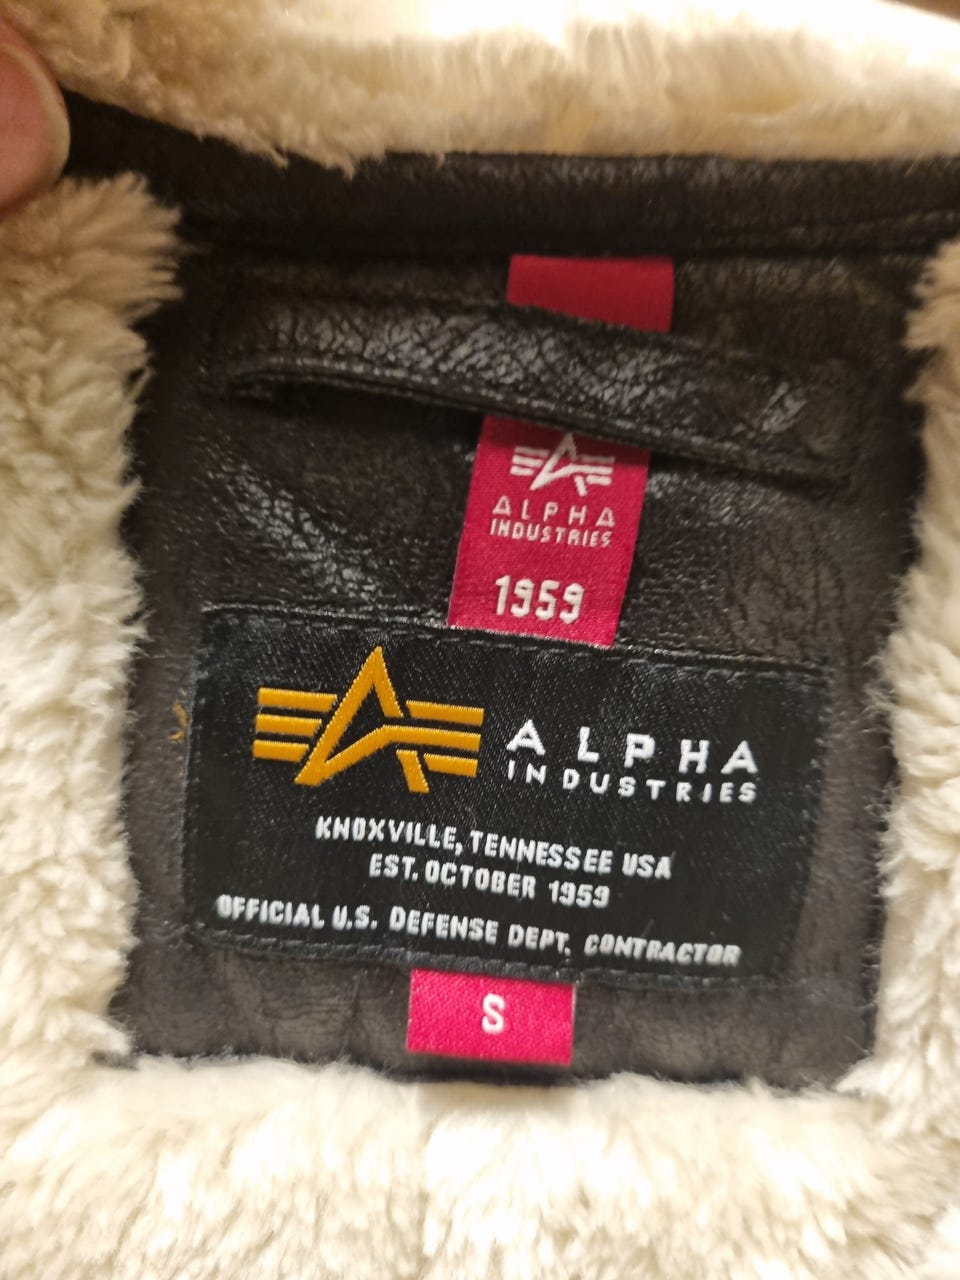 ALPHA
INDUSTRIES
1959
ALPHA
INDUSTRIES
KNOXVILLE, TENNESSEE USA
EST. OCTOBER 1959
OFFICIAL U.S. DEFENSE DEPT. CONTRACTOR
S